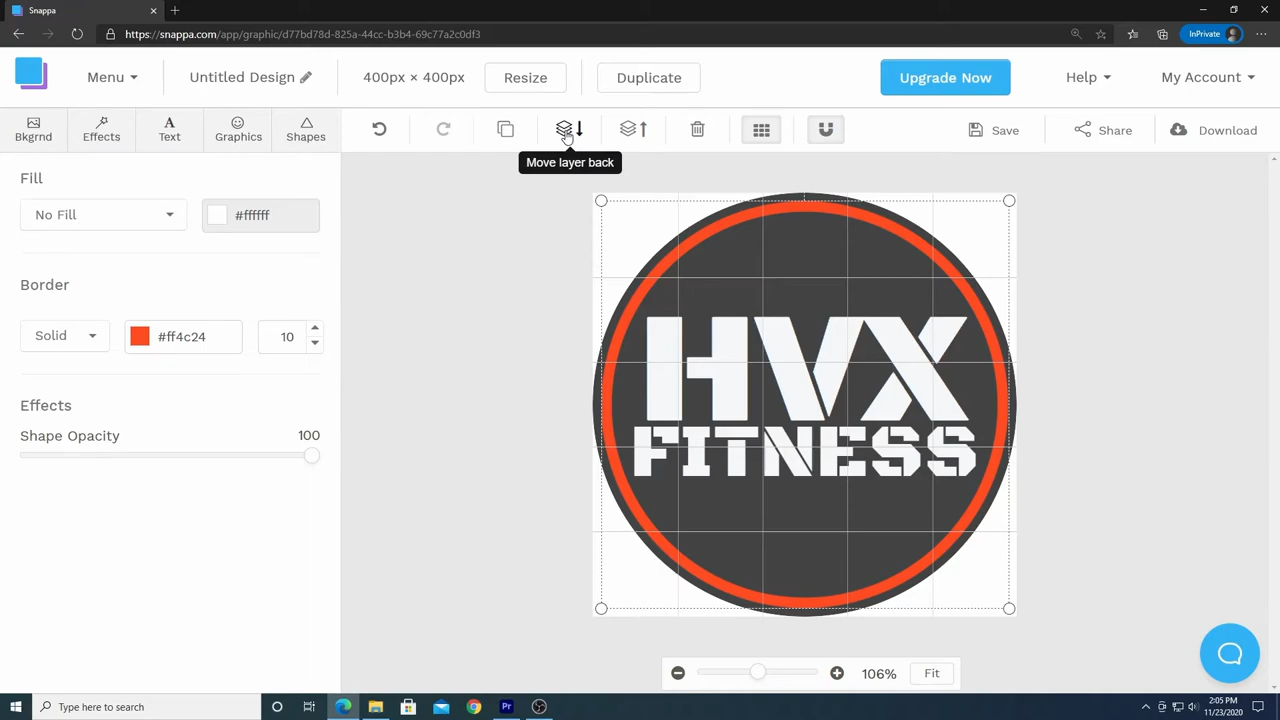 Snappa
https://snappa.com/app/graphic/d77bd78d-825a-44cc-b3b4-69c77a2c0df3
InPrivate
Menu
Untitled Design
400px × 400px
Resize
Duplicate
Upgrade Now
Help
My Account
Bkgrnd
Effects
Text
Graphics
Shapes
Save
Share
Download
Move layer back
Fill
No Fill
#ffffff
Border
Solid
#ff4c24
10
Effects
Shape Opacity
100
HVX
FITNESS
106%
Fit
Type here to search
Pr
2:05 PM
11/23/2020